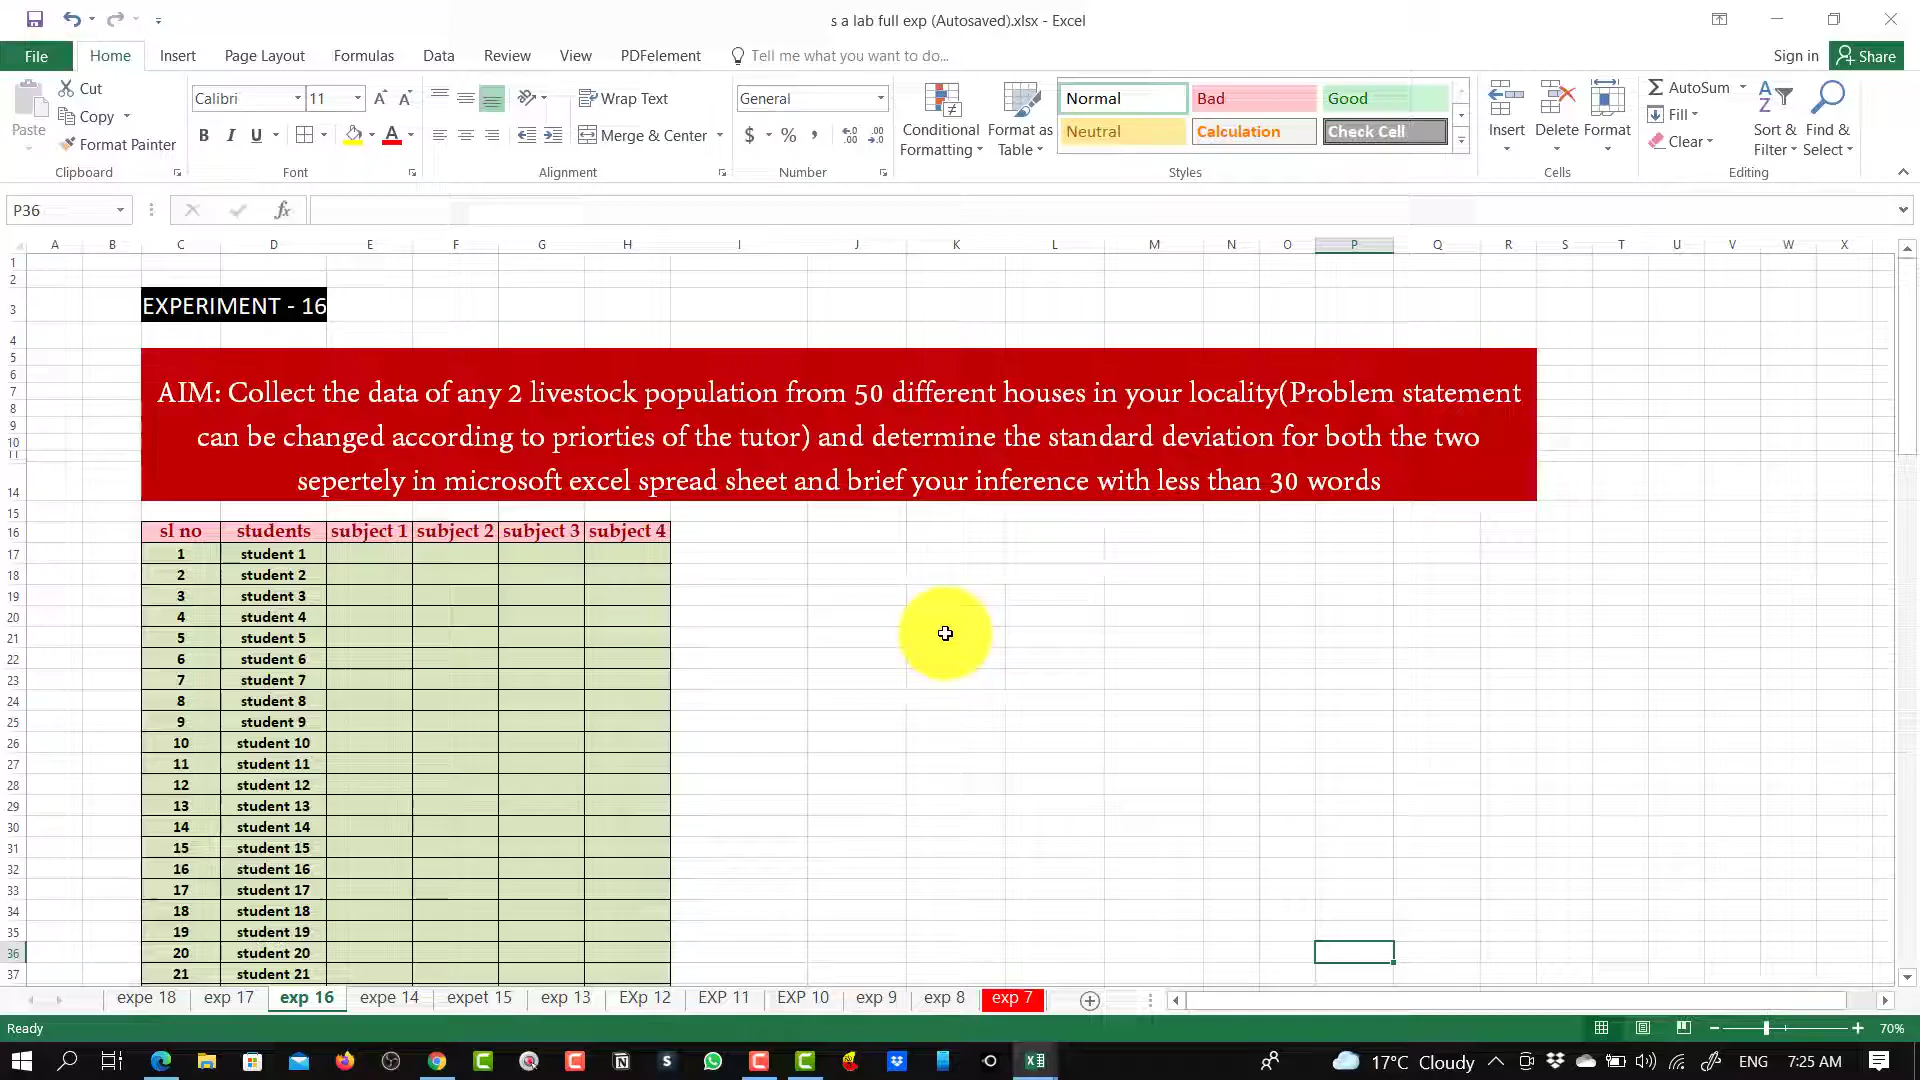 s a lab full exp (Autosaved).xlsx - Excel
File Home Insert Page Layout Formulas Data Review View PDFelement Tell me what you want to do... Sign in Share
Paste
Cut
Copy
Format Painter
Clipboard
Calibri 11
B I U
Font
Wrap Text
Merge & Center
Alignment
General
$ % ,
Number
Conditional Formatting
Format as Table
Normal Bad Good
Neutral Calculation Check Cell
Styles
Insert Delete Format
Cells
AutoSum
Fill
Clear
Sort & Filter
Find & Select
Editing
P36 fx
A B C D E F G H I J K L M N O P Q R S T U V W X
1
2
3 EXPERIMENT - 16
4
5
6
7 AIM: Collect the data of any 2 livestock population from 50 different houses in your locality(Problem statement
8
9
10 can be changed according to priorties of the tutor) and determine the standard deviation for both the two
11
14 sepertely in microsoft excel spread sheet and brief your inference with less than 30 words
15
16 sl no students subject 1 subject 2 subject 3 subject 4
17 1 student 1
18 2 student 2
19 3 student 3
20 4 student 4
21 5 student 5
22 6 student 6
23 7 student 7
24 8 student 8
25 9 student 9
26 10 student 10
27 11 student 11
28 12 student 12
29 13 student 13
30 14 student 14
31 15 student 15
32 16 student 16
33 17 student 17
34 18 student 18
35 19 student 19
36 20 student 20
37 21 student 21
expe 18 exp 17 exp 16 expe 14 expet 15 exp 13 EXp 12 EXP 11 EXP 10 exp 9 exp 8 exp 7
Ready 70%
17°C Cloudy ENG 7:25 AM